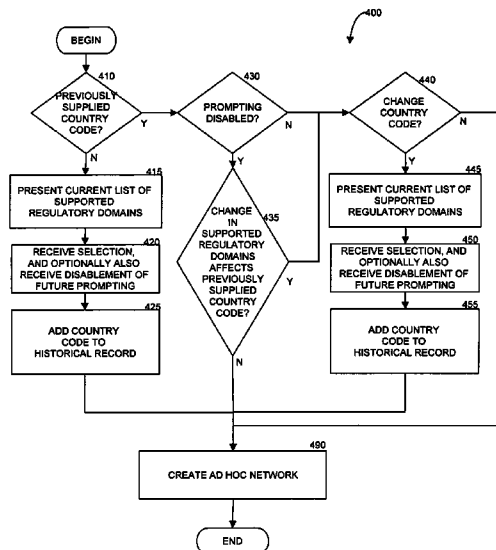 400
BEGIN
410
PREVIOUSLY
SUPPLIED
COUNTRY
CODE?
Y
N
430
PROMPTING
DISABLED?
N
Y
440
CHANGE
COUNTRY
CODE?
N
Y
415
PRESENT CURRENT LIST OF
SUPPORTED
REGULATORY DOMAINS
420
RECEIVE SELECTION, AND
OPTIONALLY ALSO
RECEIVE DISABLEMENT OF
FUTURE PROMPTING
425
ADD COUNTRY
CODE TO
HISTORICAL RECORD
435
CHANGE
IN
SUPPORTED
REGULATORY
DOMAINS
AFFECTS
PREVIOUSLY
SUPPLIED
COUNTRY
CODE?
Y
N
445
PRESENT CURRENT LIST OF
SUPPORTED
REGULATORY DOMAINS
450
RECEIVE SELECTION, AND
OPTIONALLY ALSO
RECEIVE DISABLEMENT OF
FUTURE PROMPTING
455
ADD COUNTRY
CODE TO
HISTORICAL RECORD
490
CREATE AD HOC NETWORK
END